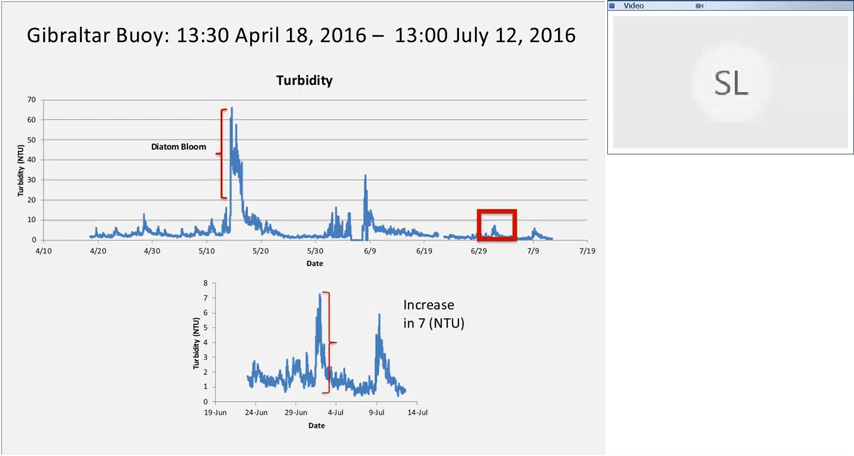 Video
Gibraltar Buoy: 13:30 April 18, 2016 – 13:00 July 12, 2016
SL
Turbidity
70
60
50
40
30
20
10
0
Turbidity (NTU)
Diatom Bloom
4/10 4/20 4/30 5/10 5/20 5/30 6/9 6/19 6/29 7/9 7/19
Date
8
7
6
5
4
3
2
1
0
Turbidity (NTU)
Increase
in 7 (NTU)
19-Jun 24-Jun 29-Jun 4-Jul 9-Jul 14-Jul
Date